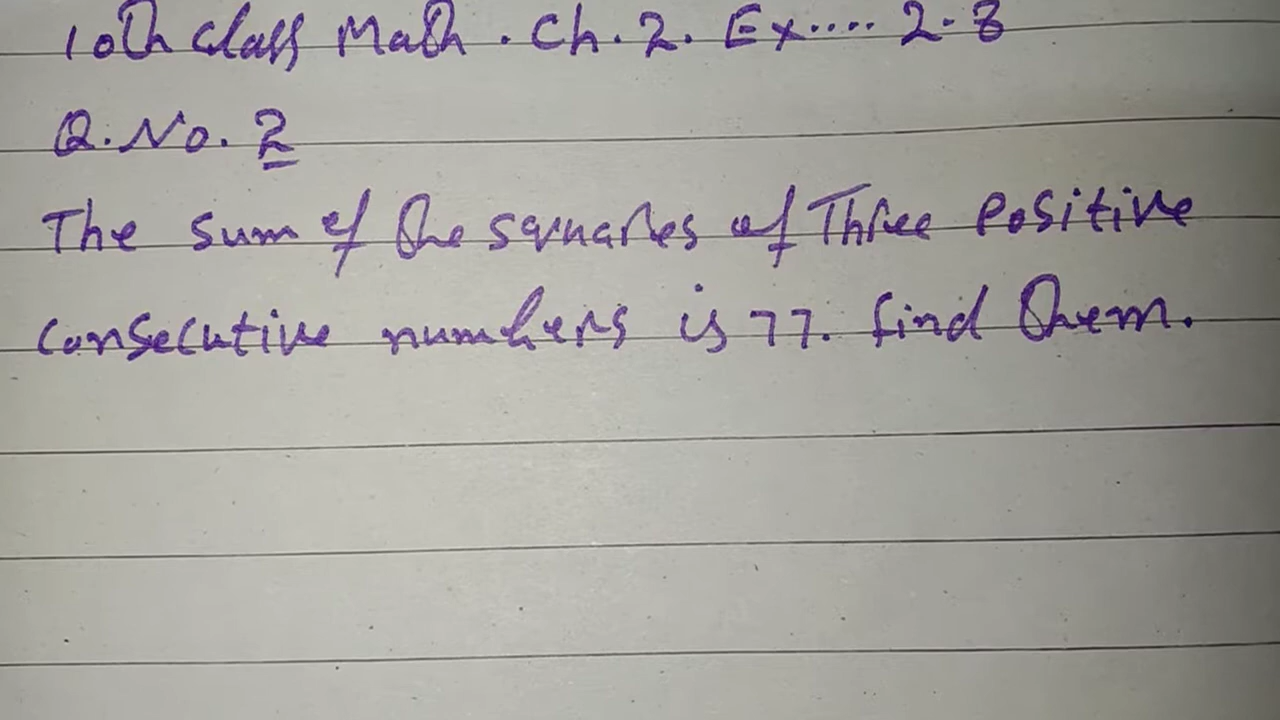 10th class Math. Ch. 2. Ex.... 2.8
Q. No. 2
The sum of the squares of Three Positive
consecutive numbers is 77. find them.